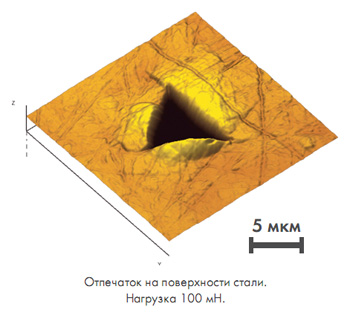 z
5 мкм
Отпечаток на поверхности стали.
Нагрузка 100 мН.